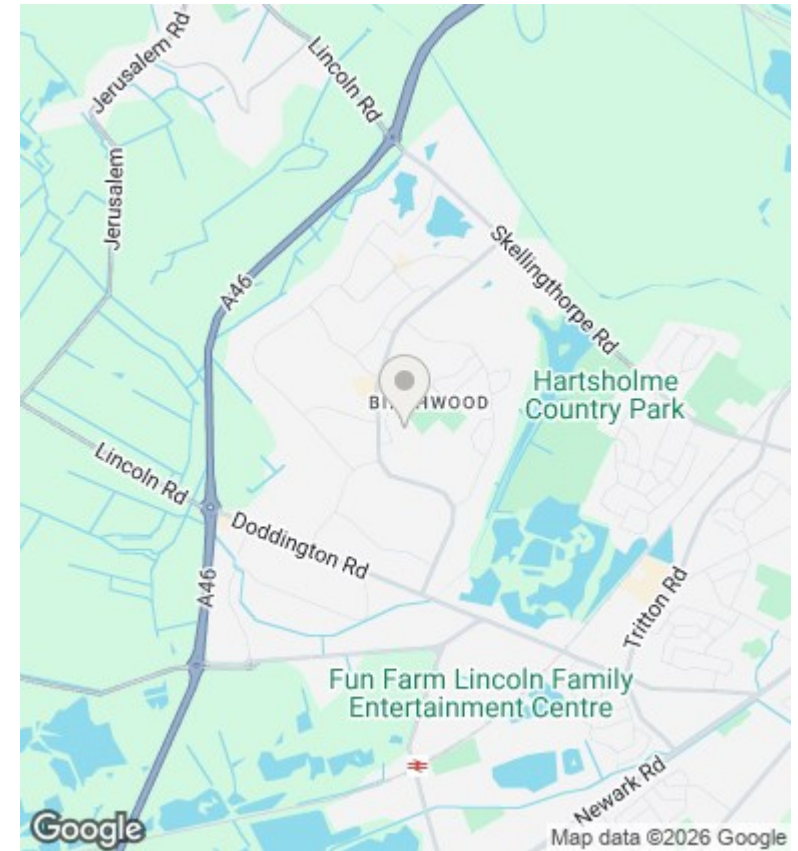 Jerusalem Rd
Lincoln Rd
Jerusalem
A46
Skellingthorpe Rd
Hartsholme
Country Park
Lincoln Rd
Doddington Rd
A46
Tritton Rd
Fun Farm Lincoln Family
Entertainment Centre
Newark Rd
Google
Map data ©2026 Google